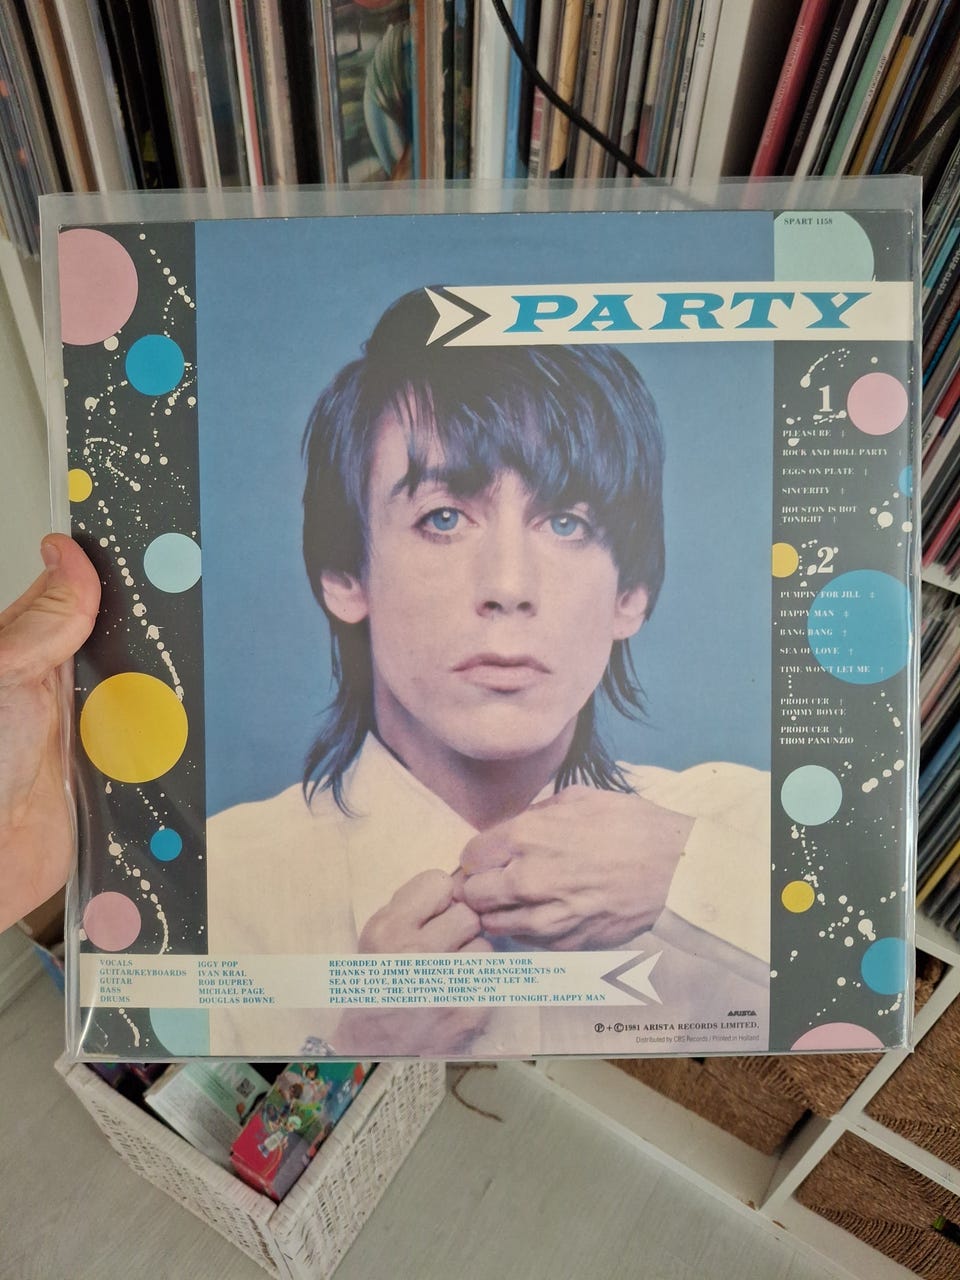 SPART 1158
PARTY
1
PLEASURE †
ROCK AND ROLL PARTY
EGGS ON PLATE †
SINCERITY ‡
HOUSTON IS HOT
TONIGHT †
2
PUMPIN' FOR JILL ‡
HAPPY MAN ‡
BANG BANG †
SEA OF LOVE †
TIME WON'T LET ME †
PRODUCER †
TOMMY BOYCE
PRODUCER ‡
THOM PANUNZIO
VOCALS IGGY POP
GUITAR/KEYBOARDS IVAN KRAL
GUITAR ROB DUPREY
BASS MICHAEL PAGE
DRUMS DOUGLAS BOWNE
RECORDED AT THE RECORD PLANT NEW YORK
THANKS TO JIMMY WHIZNER FOR ARRANGEMENTS ON
SEA OF LOVE, BANG BANG, TIME WON'T LET ME.
THANKS TO "THE UPTOWN HORNS" ON
PLEASURE, SINCERITY, HOUSTON IS HOT TONIGHT, HAPPY MAN
ARISTA
℗+©1981 ARISTA RECORDS LIMITED.
Distributed by CBS Records / Printed in Holland